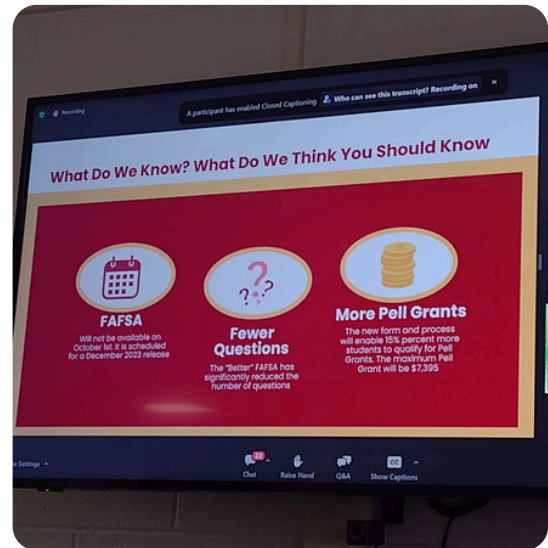 Recording
A participant has enabled Closed Captioning
Who can see this transcript? Recording on
What Do We Know? What Do We Think You Should Know
FAFSA
Will not be available on
October 1st. It is scheduled
for a December 2023 release
Fewer
Questions
The "Better" FAFSA has
significantly reduced the
number of questions
More Pell Grants
The new form and process
will enable 15% percent more
students to qualify for Pell
Grants. The maximum Pell
Grant will be $7,395
Settings
22
Chat
Raise Hand
Q&A
CC
Show Captions